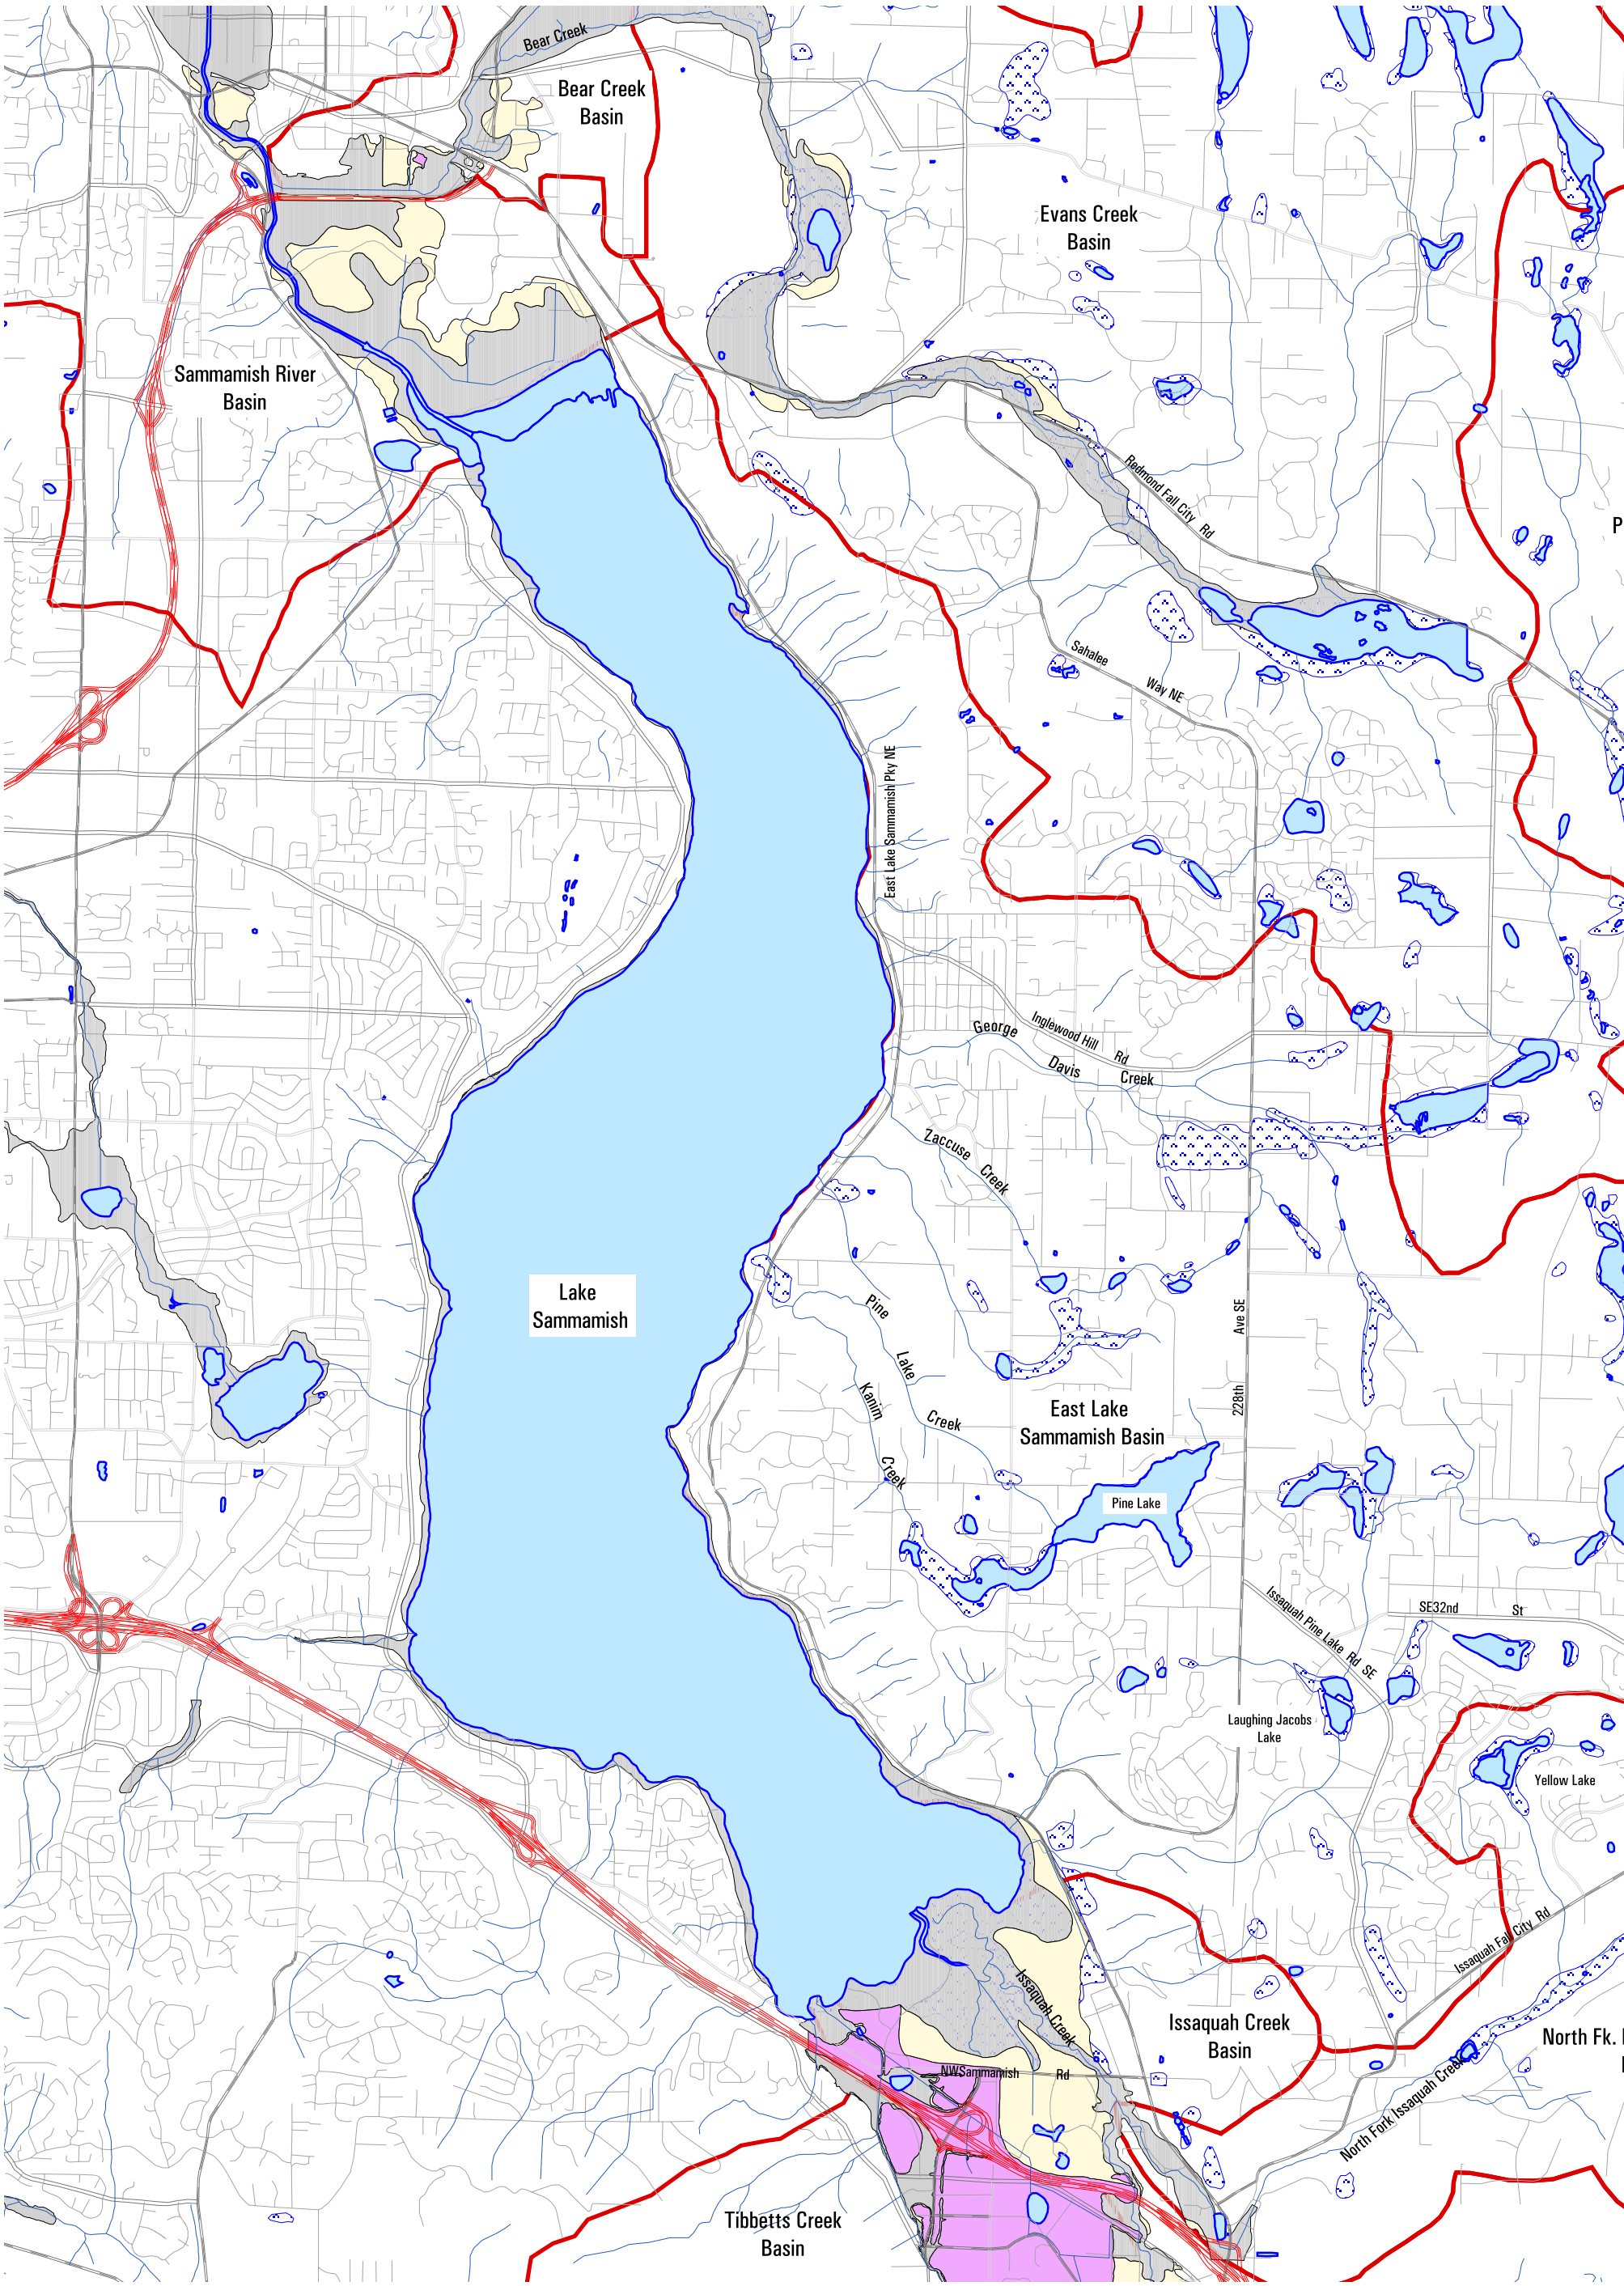 Bear Creek
Bear Creek
Basin
Evans Creek
Basin
Sammamish River
Basin
Redmond Fall City Rd
P
Sahalee
Way NE
East Lake Sammamish Pky NE
George
Davis
Creek
Inglewood Hill
Rd
Zaccuse
Creek
Lake
Sammamish
Pine
Lake
Creek
Kanim
Creek
228th
Ave SE
East Lake
Sammamish Basin
Pine Lake
Issaquah Pine Lake Rd SE
SE32nd
St
Laughing Jacobs
Lake
Yellow Lake
Issaquah Fall City Rd
Issaquah Creek
Issaquah Creek
Basin
North Fk.
NWSammamish
Rd
North Fork Issaquah Creek
Tibbetts Creek
Basin